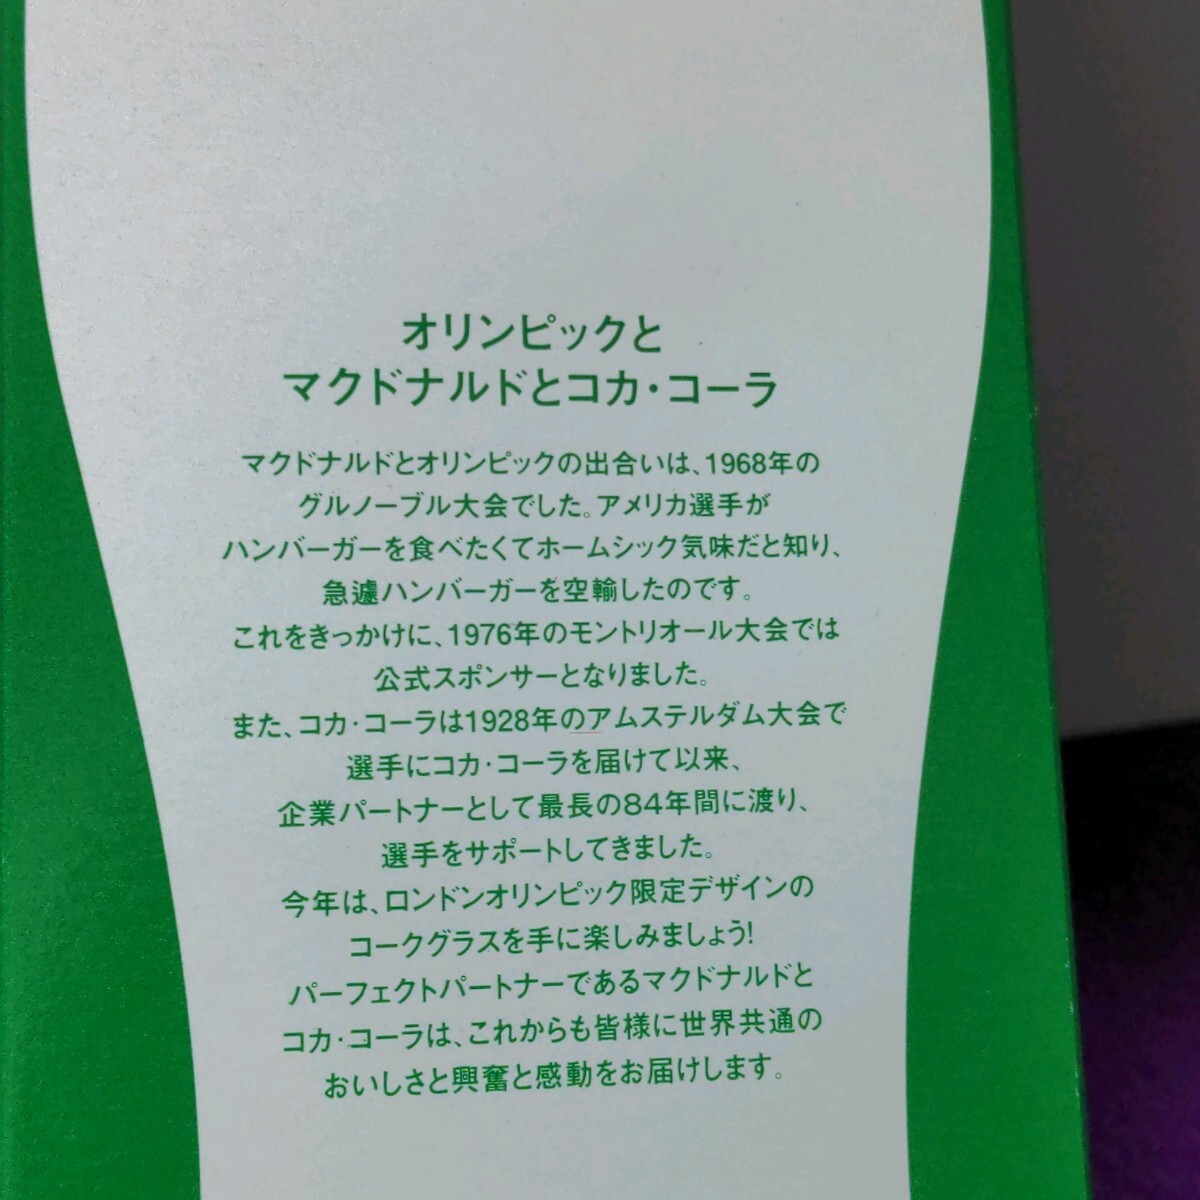 オリンピックと
マクドナルドとコカ・コーラ
マクドナルドとオリンピックの出合いは、1968年の
グルノーブル大会でした。アメリカ選手が
ハンバーガーを食べたくてホームシック気味だと知り、
急遽ハンバーガーを空輸したのです。
これをきっかけに、1976年のモントリオール大会では
公式スポンサーとなりました。
また、コカ・コーラは1928年のアムステルダム大会で
選手にコカ・コーラを届けて以来、
企業パートナーとして最長の84年間に渡り、
選手をサポートしてきました。
今年は、ロンドンオリンピック限定デザインの
コークグラスを手に楽しみましょう!
パーフェクトパートナーであるマクドナルドと
コカ・コーラは、これからも皆様に世界共通の
おいしさと興奮と感動をお届けします。